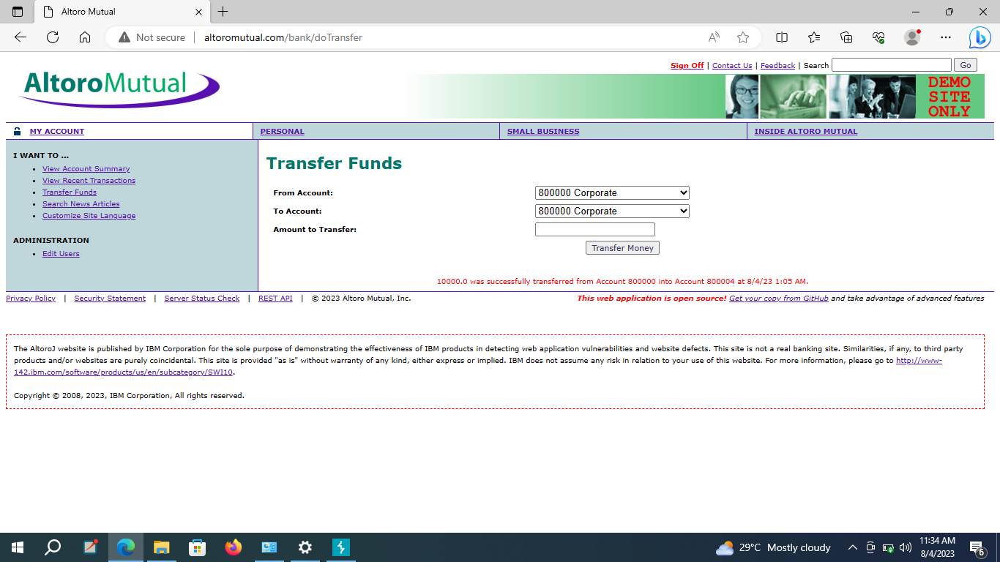 Altoro Mutual
Not secure
altoromutual.com/bank/doTransfer
Sign Off | Contact Us | Feedback | Search
Go
AltoroMutual
DEMO
SITE
ONLY
MY ACCOUNT
PERSONAL
SMALL BUSINESS
INSIDE ALTORO MUTUAL
I WANT TO ...
• View Account Summary
• View Recent Transactions
• Transfer Funds
• Search News Articles
• Customize Site Language
ADMINISTRATION
• Edit Users
Transfer Funds
From Account:
800000 Corporate
To Account:
800000 Corporate
Amount to Transfer:
Transfer Money
10000.0 was successfully transferred from Account 800000 into Account 800004 at 8/4/23 1:05 AM.
Privacy Policy | Security Statement | Server Status Check | REST API | © 2023 Altoro Mutual, Inc.
This web application is open source! Get your copy from GitHub and take advantage of advanced features
The AltoroJ website is published by IBM Corporation for the sole purpose of demonstrating the effectiveness of IBM products in detecting web application vulnerabilities and website defects. This site is not a real banking site. Similarities, if any, to third party
products and/or websites are purely coincidental. This site is provided "as is" without warranty of any kind, either express or implied. IBM does not assume any risk in relation to your use of this website. For more information, please go to http://www-
142.ibm.com/software/products/us/en/subcategory/SWI10.
Copyright © 2008, 2023, IBM Corporation, All rights reserved.
29°C Mostly cloudy
11:34 AM
8/4/2023
6